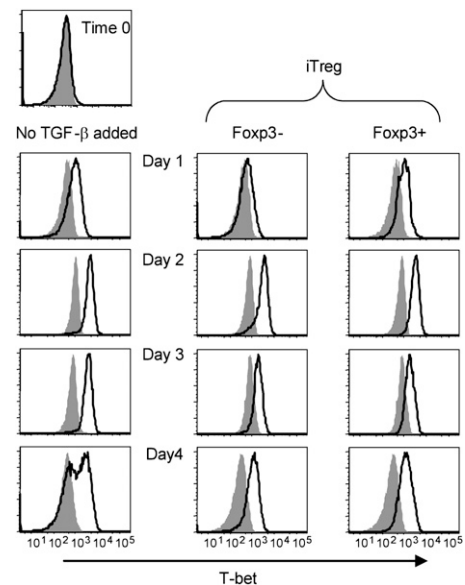 Time 0
iTreg
No TGF-β added
Foxp3-
Foxp3+
Day 1
Day 2
Day 3
Day4
10¹ 10² 10³ 10⁴ 10⁵
10¹ 10² 10³ 10⁴ 10⁵
10¹ 10² 10³ 10⁴ 10⁵
T-bet